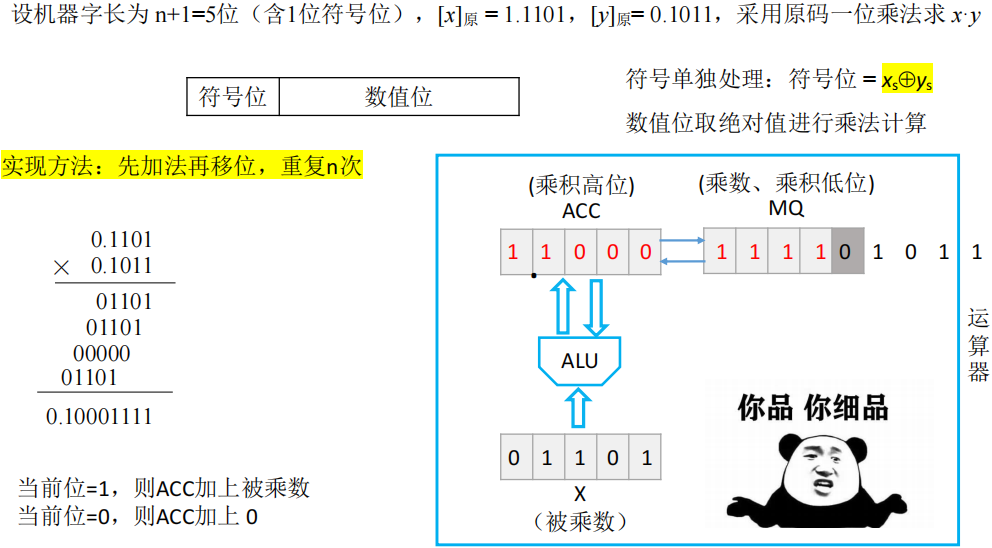 设机器字长为 n+1=5位（含1位符号位），[x]原 = 1.1101，[y]原= 0.1011，采用原码一位乘法求 x·y
符号位 数值位
符号单独处理：符号位 = xs⊕ys
数值位取绝对值进行乘法计算
实现方法：先加法再移位，重复n次
0.1101
× 0.1011
01101
01101
00000
01101
0.10001111
当前位=1，则ACC加上被乘数
当前位=0，则ACC加上 0
(乘积高位)
ACC
(乘数、乘积低位)
MQ
1 1 0 0 0
1 1 1 1 0 1 0 1 1
ALU
0 1 1 0 1
X
（被乘数）
运算器
你品 你细品